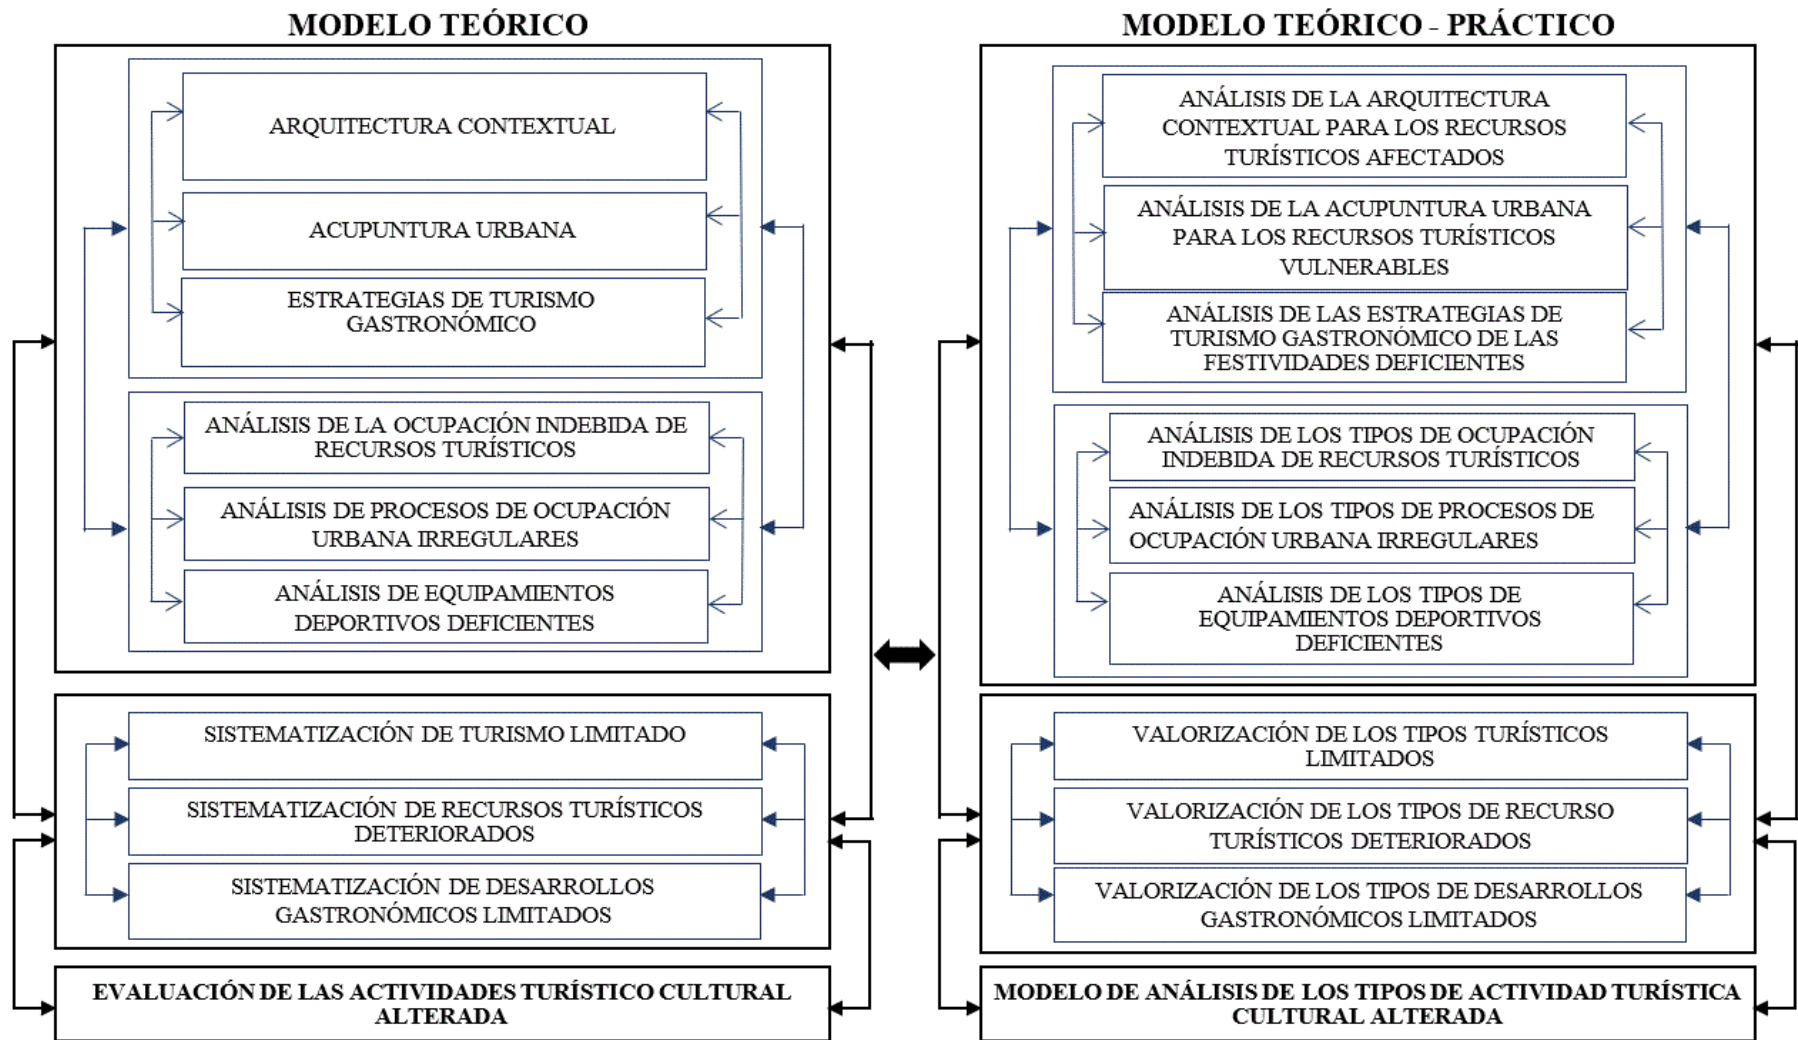 MODELO TEÓRICO
ARQUITECTURA CONTEXTUAL
ACUPUNTURA URBANA
ESTRATEGIAS DE TURISMO
GASTRONÓMICO
ANÁLISIS DE LA OCUPACIÓN INDEBIDA DE
RECURSOS TURÍSTICOS
ANÁLISIS DE PROCESOS DE OCUPACIÓN
URBANA IRREGULARES
ANÁLISIS DE EQUIPAMIENTOS
DEPORTIVOS DEFICIENTES
SISTEMATIZACIÓN DE TURISMO LIMITADO
SISTEMATIZACIÓN DE RECURSOS TURÍSTICOS
DETERIORADOS
SISTEMATIZACIÓN DE DESARROLLOS
GASTRONÓMICOS LIMITADOS
EVALUACIÓN DE LAS ACTIVIDADES TURÍSTICO CULTURAL
ALTERADA
MODELO TEÓRICO - PRÁCTICO
ANÁLISIS DE LA ARQUITECTURA
CONTEXTUAL PARA LOS RECURSOS
TURÍSTICOS AFECTADOS
ANÁLISIS DE LA ACUPUNTURA URBANA
PARA LOS RECURSOS TURÍSTICOS
VULNERABLES
ANÁLISIS DE LAS ESTRATEGIAS DE
TURISMO GASTRONÓMICO DE LAS
FESTIVIDADES DEFICIENTES
ANÁLISIS DE LOS TIPOS DE OCUPACIÓN
INDEBIDA DE RECURSOS TURÍSTICOS
ANÁLISIS DE LOS TIPOS DE PROCESOS DE
OCUPACIÓN URBANA IRREGULARES
ANÁLISIS DE LOS TIPOS DE
EQUIPAMIENTOS DEPORTIVOS
DEFICIENTES
VALORIZACIÓN DE LOS TIPOS TURÍSTICOS
LIMITADOS
VALORIZACIÓN DE LOS TIPOS DE RECURSO
TURÍSTICOS DETERIORADOS
VALORIZACIÓN DE LOS TIPOS DE DESARROLLOS
GASTRONÓMICOS LIMITADOS
MODELO DE ANÁLISIS DE LOS TIPOS DE ACTIVIDAD TURÍSTICA
CULTURAL ALTERADA